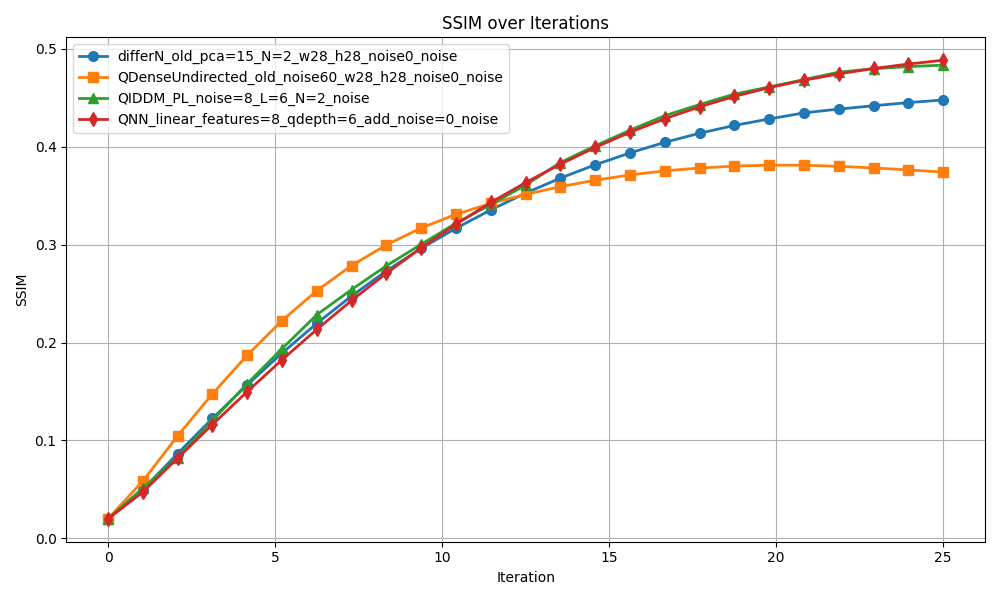 SSIM over Iterations
differN_old_pca=15_N=2_w28_h28_noise0_noise
QDenseUndirected_old_noise60_w28_h28_noise0_noise
QIDDM_PL_noise=8_L=6_N=2_noise
QNN_linear_features=8_qdepth=6_add_noise=0_noise
SSIM
0.5
0.4
0.3
0.2
0.1
0.0
0
5
10
15
20
25
Iteration